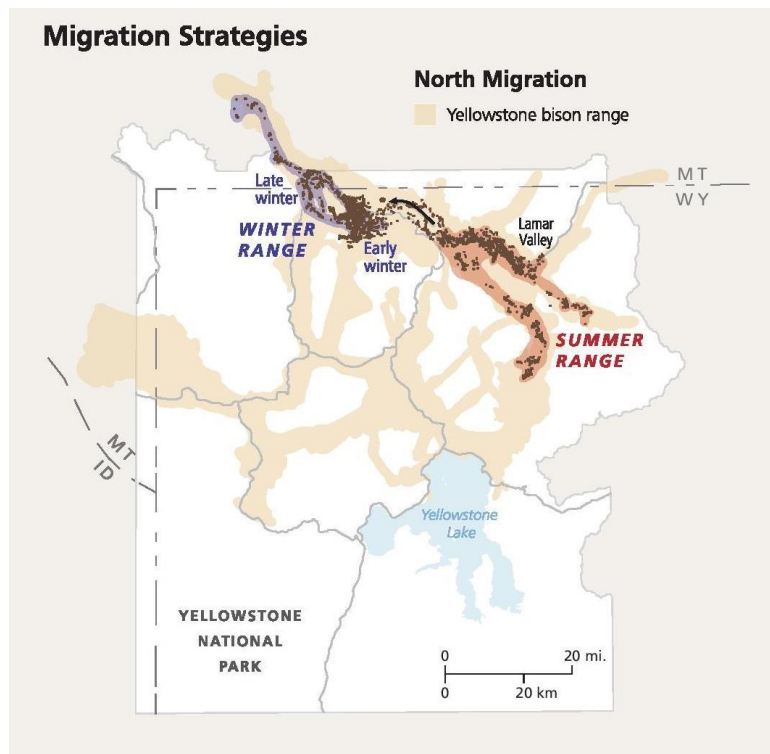 Migration Strategies
North Migration
Yellowstone bison range
MT
WY
Late
winter
WINTER
RANGE
Early
winter
Lamar
Valley
SUMMER
RANGE
MT
ID
Yellowstone
Lake
YELLOWSTONE
NATIONAL
PARK
0 20 mi.
0 20 km